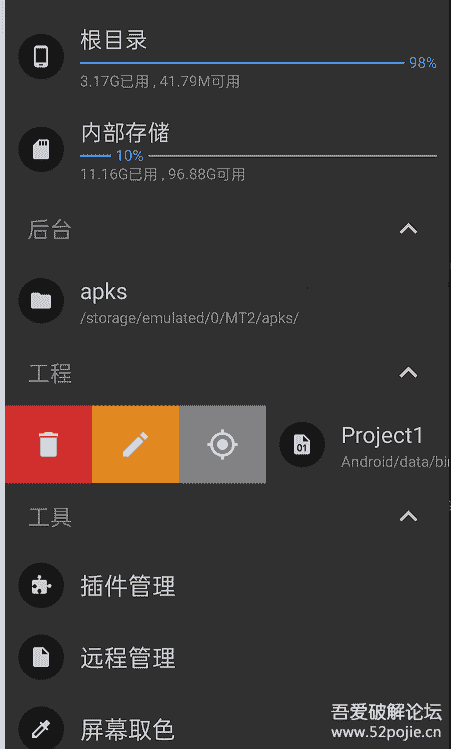 根目录
98%
3.17G已用 , 41.79M可用
内部存储
10%
11.16G已用 , 96.88G可用
后台
apks
/storage/emulated/0/MT2/apks/
工程
01
Project1
Android/data/bin
工具
插件管理
远程管理
屏幕取色
吾爱破解论坛
www.52pojie.cn